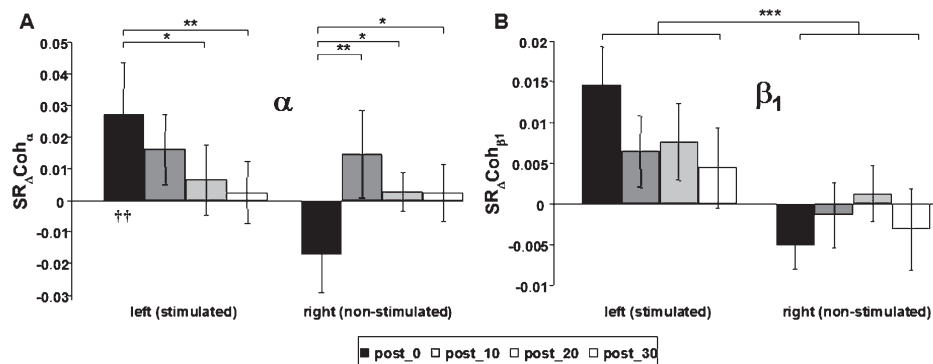 A
B
**
*
*
*
**
***
0.05
0.04
0.03
0.02
0.01
0
-0.01
-0.02
-0.03
SRΔCohα
α
††
left (stimulated)
right (non-stimulated)
0.02
0.015
0.01
0.005
0
-0.005
-0.01
SRΔCohβ1
β1
left (stimulated)
right (non-stimulated)
post_0 post_10 post_20 post_30